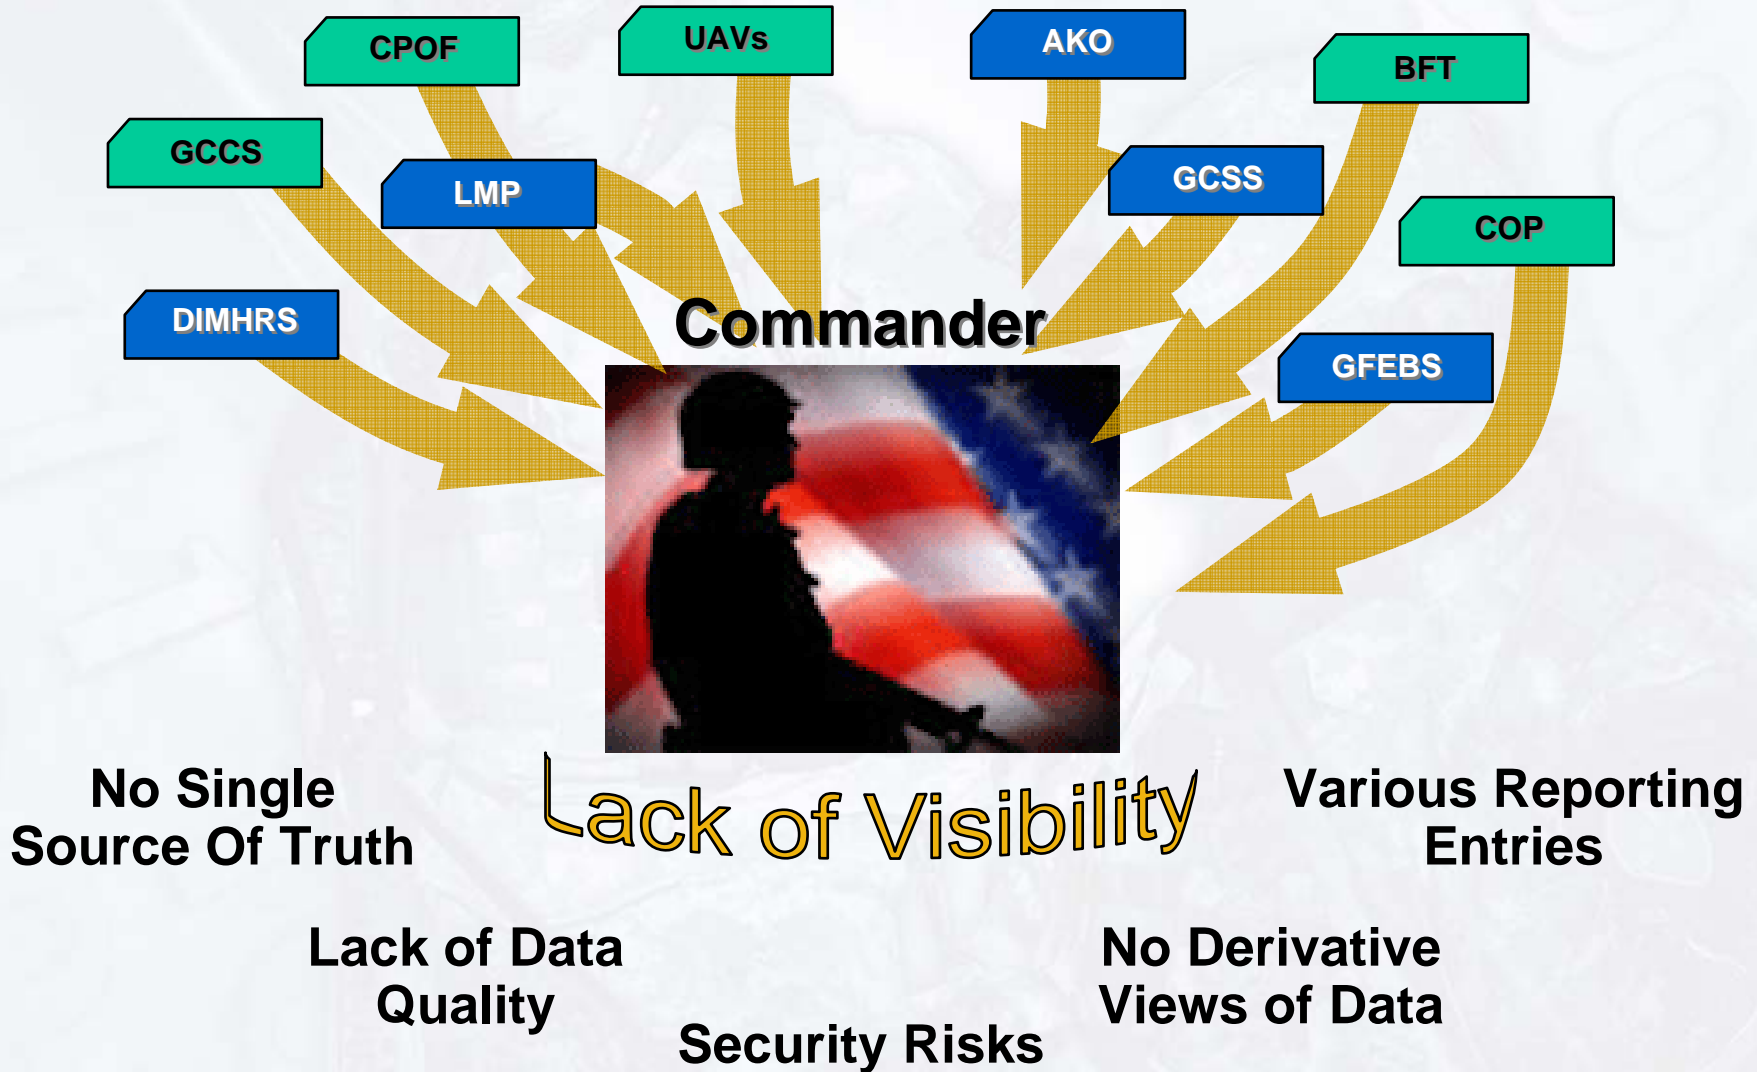 CPOF
UAVs
AKO
BFT
GCCS
LMP
GCSS
COP
DIMHRS
GFEBS
Commander
Lack of Visibility
No Single
Source Of Truth
Various Reporting
Entries
Lack of Data
Quality
No Derivative
Views of Data
Security Risks